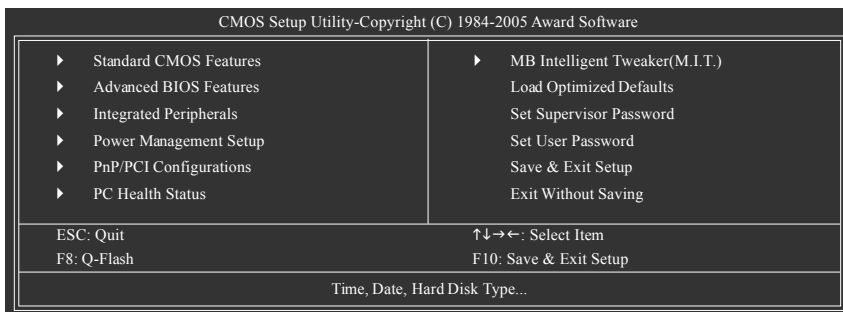 CMOS Setup Utility-Copyright (C) 1984-2005 Award Software
Standard CMOS Features
Advanced BIOS Features
Integrated Peripherals
Power Management Setup
PnP/PCI Configurations
PC Health Status
MB Intelligent Tweaker(M.I.T.)
Load Optimized Defaults
Set Supervisor Password
Set User Password
Save & Exit Setup
Exit Without Saving
ESC: Quit
↑↓→←: Select Item
F8: Q-Flash
F10: Save & Exit Setup
Time, Date, Hard Disk Type...